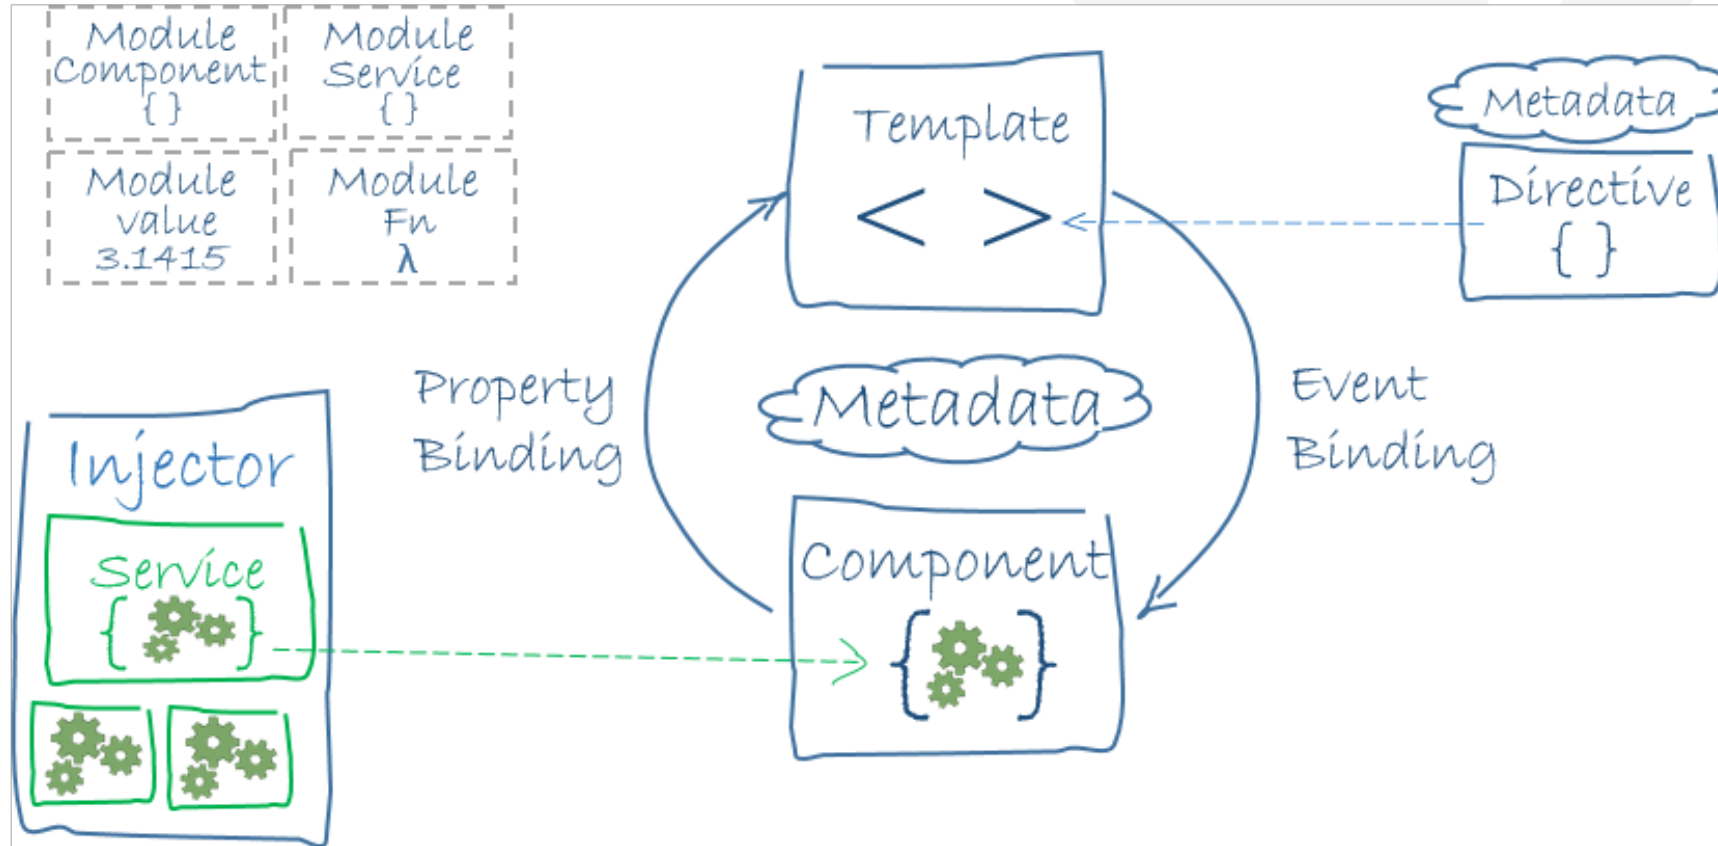 Module
Component
{ }
Module
Service
{ }
Module
value
3.1415
Module
Fn
λ
Template
< >
Metadata
Directive
{ }
Property
Binding
Metadata
Event
Binding
Injector
Service
{ }
Component
{ }